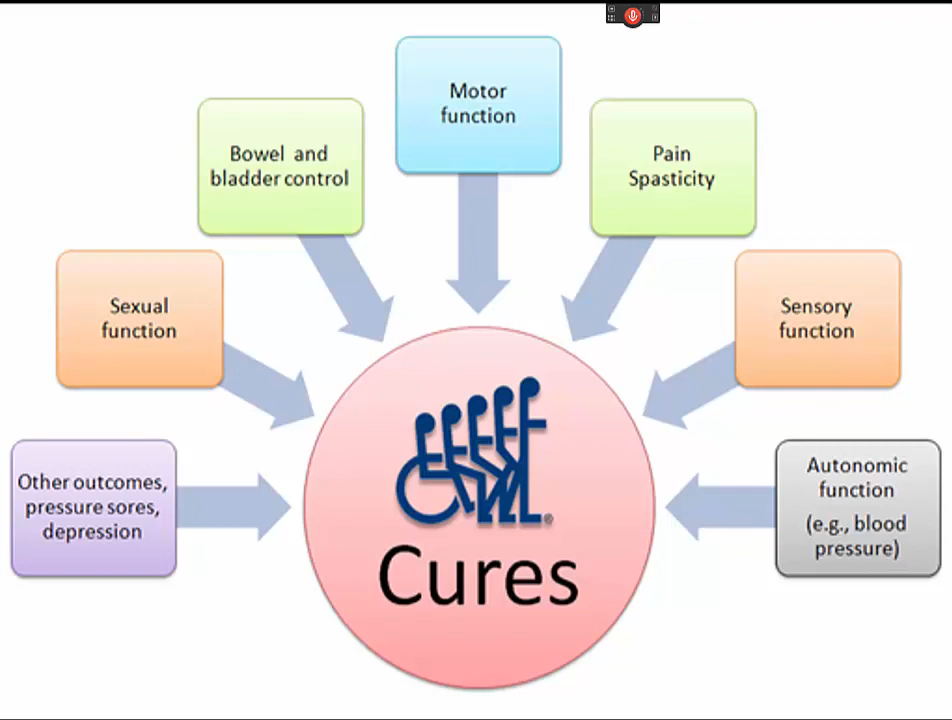 Motor
function
Bowel and
bladder control
Pain
Spasticity
Sexual
function
Sensory
function
Other outcomes,
pressure sores,
depression
Autonomic
function
(e.g., blood
pressure)
®
Cures